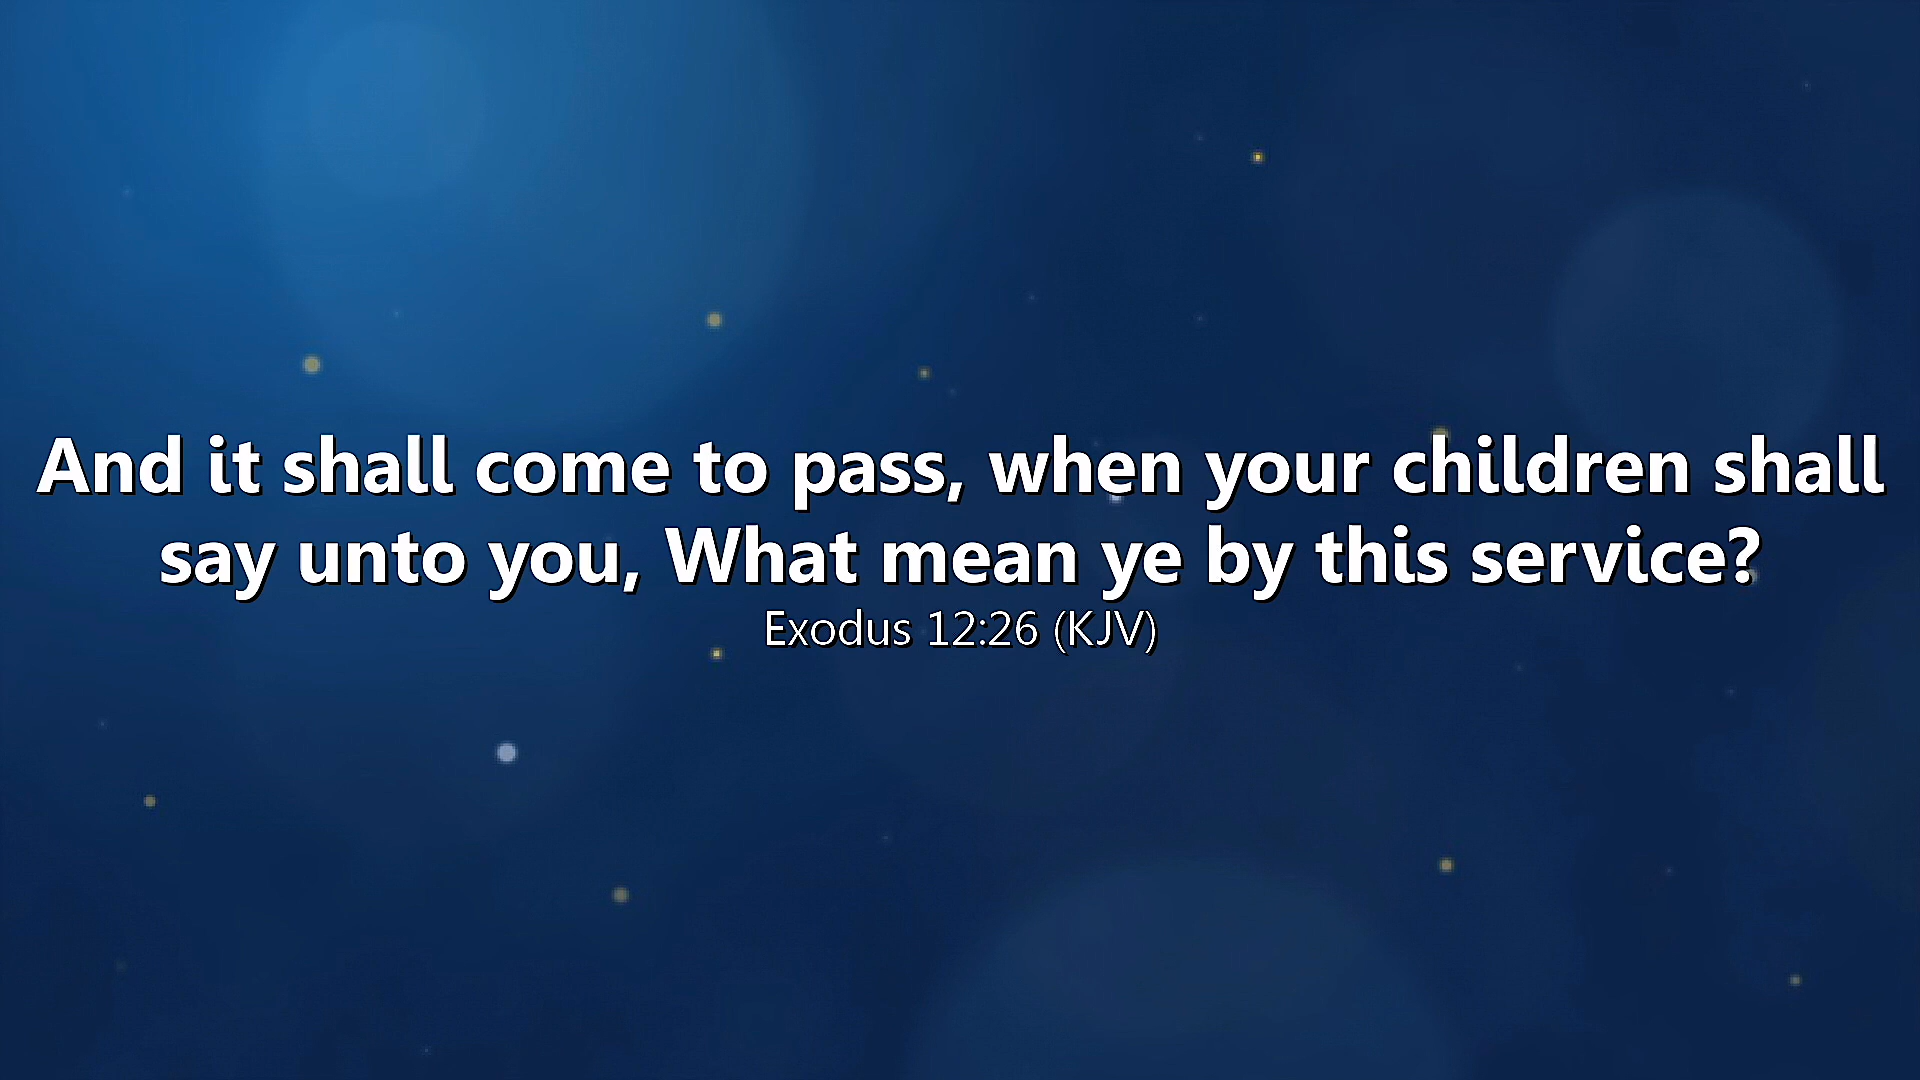 And it shall come to pass, when your children shall
say unto you, What mean ye by this service?
Exodus 12:26 (KJV)